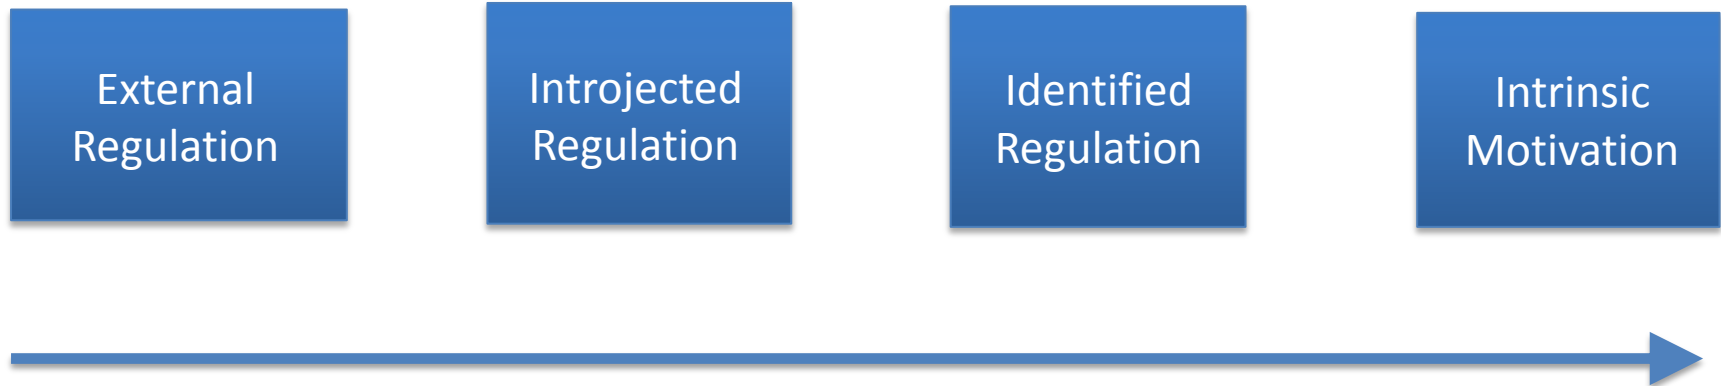 External
Regulation
Introjected
Regulation
Identified
Regulation
Intrinsic
Motivation